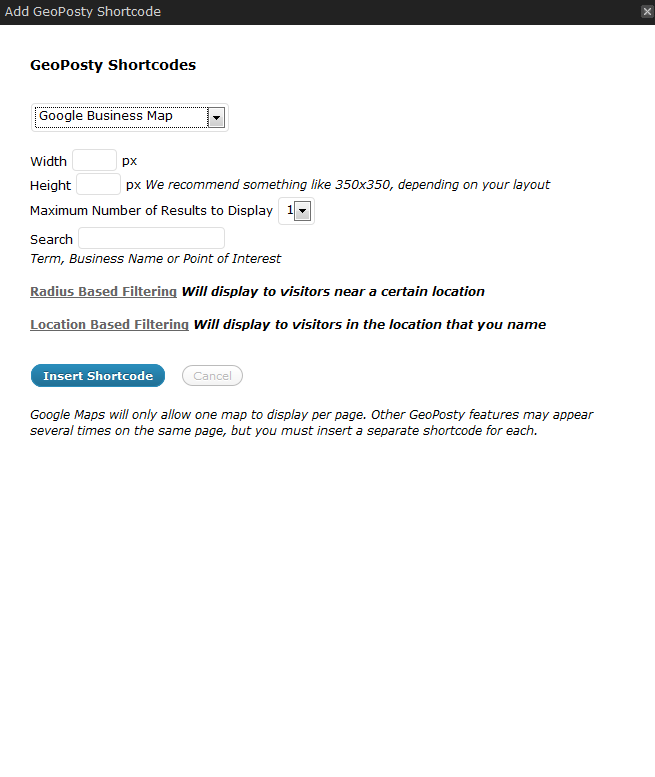 Add GeoPosty Shortcode
GeoPosty Shortcodes
Google Business Map
Width px
Height px We recommend something like 350x350, depending on your layout
Maximum Number of Results to Display 1
Search
Term, Business Name or Point of Interest
Radius Based Filtering Will display to visitors near a certain location
Location Based Filtering Will display to visitors in the location that you name
Insert Shortcode Cancel
Google Maps will only allow one map to display per page. Other GeoPosty features may appear
several times on the same page, but you must insert a separate shortcode for each.